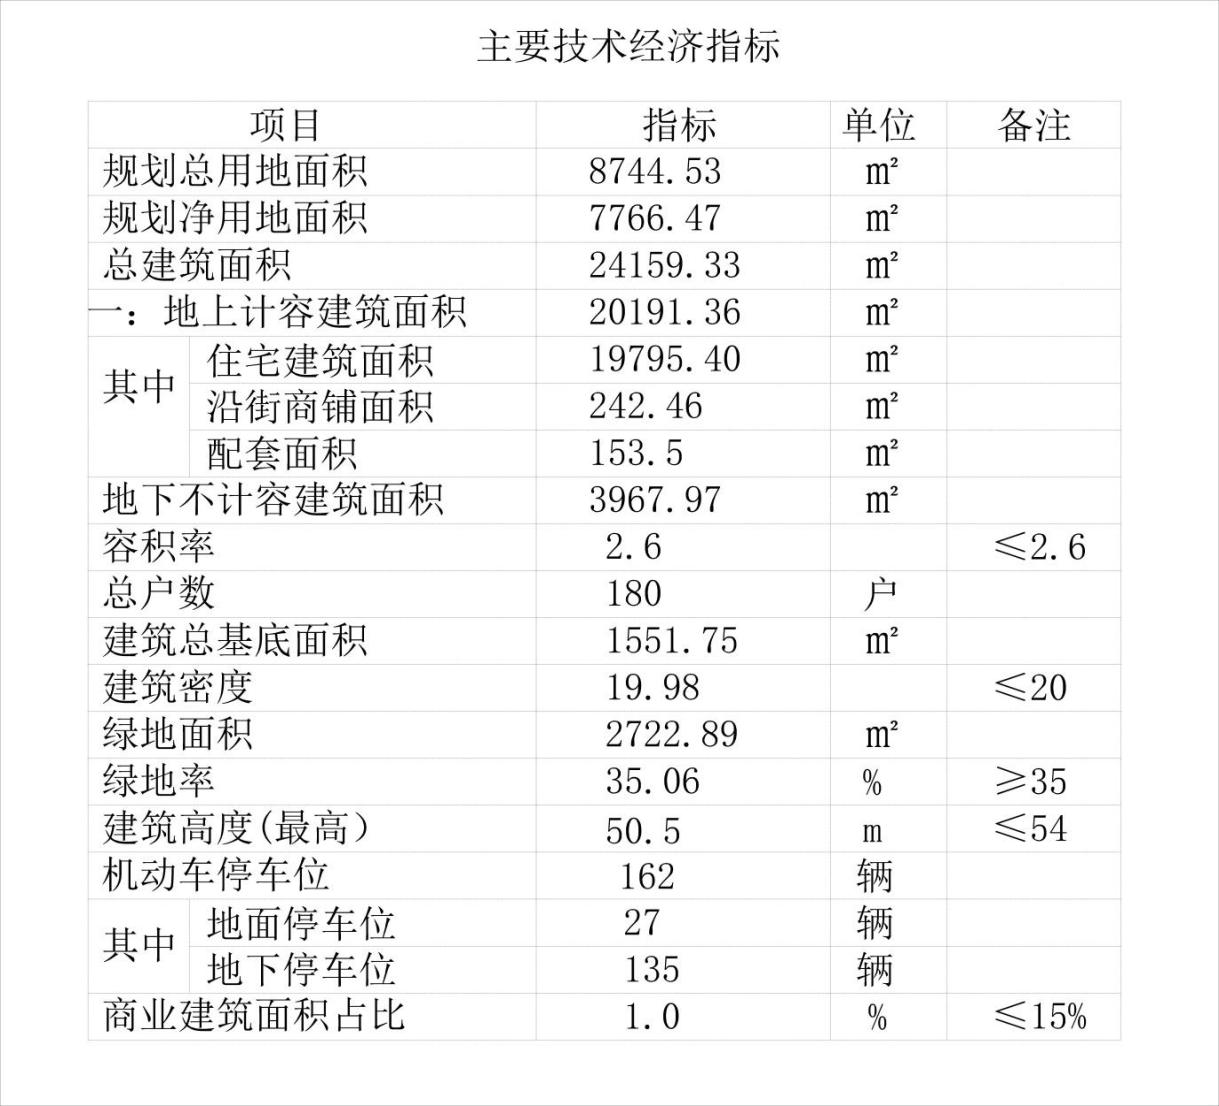 主要技术经济指标
项目 指标 单位 备注
规划总用地面积 8744.53 m²
规划净用地面积 7766.47 m²
总建筑面积 24159.33 m²
一：地上计容建筑面积 20191.36 m²
其中 住宅建筑面积 19795.40 m²
沿街商铺面积 242.46 m²
配套面积 153.5 m²
地下不计容建筑面积 3967.97 m²
容积率 2.6 ≤2.6
总户数 180 户
建筑总基底面积 1551.75 m²
建筑密度 19.98 ≤20
绿地面积 2722.89 m²
绿地率 35.06 % ≥35
建筑高度(最高） 50.5 m ≤54
机动车停车位 162 辆
其中 地面停车位 27 辆
地下停车位 135 辆
商业建筑面积占比 1.0 % ≤15%